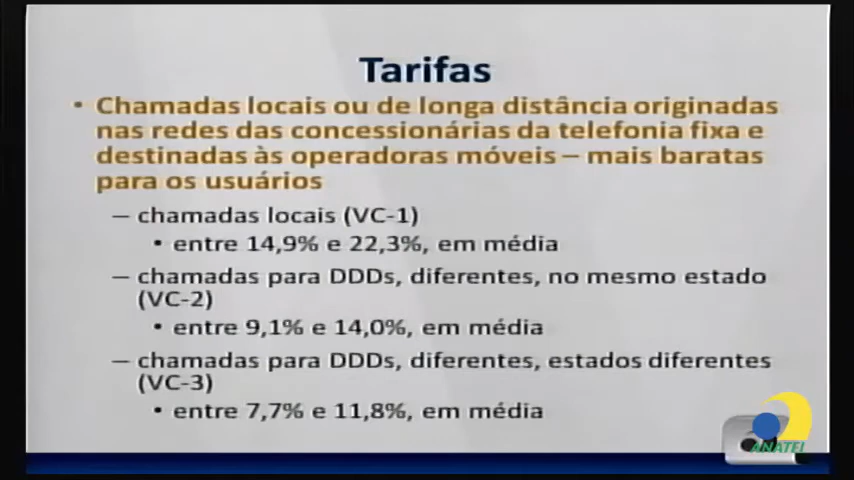 Tarifas
• Chamadas locais ou de longa distância originadas
nas redes das concessionárias da telefonia fixa e
destinadas às operadoras móveis – mais baratas
para os usuários
– chamadas locais (VC-1)
• entre 14,9% e 22,3%, em média
– chamadas para DDDs, diferentes, no mesmo estado
(VC-2)
• entre 9,1% e 14,0%, em média
– chamadas para DDDs, diferentes, estados diferentes
(VC-3)
• entre 7,7% e 11,8%, em média
ANATEL